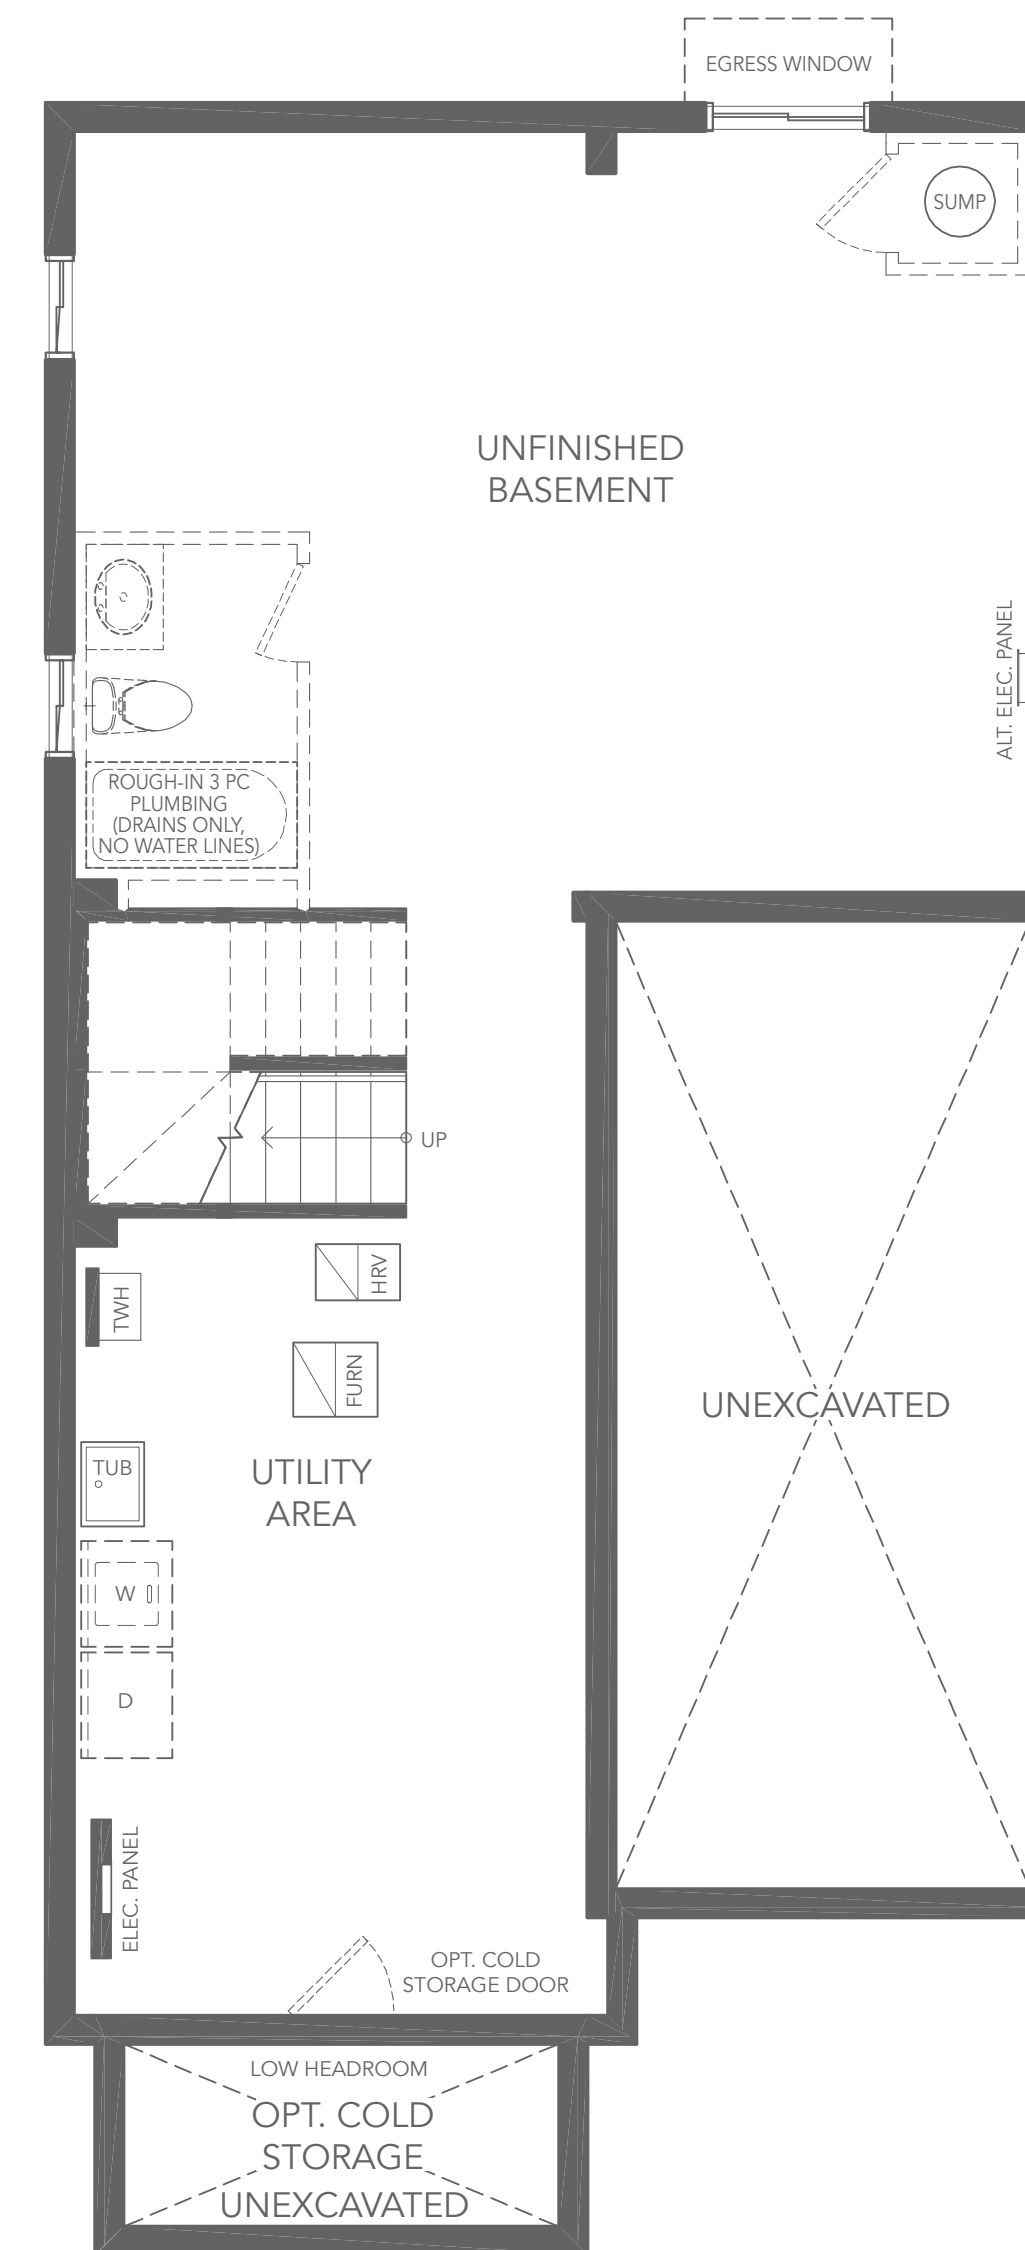 EGRESS WINDOW
SUMP
UNFINISHED
BASEMENT
ALT. ELEC. PANEL
ROUGH-IN 3 PC
PLUMBING
(DRAINS ONLY,
NO WATER LINES)
UP
HRV
TWH
FURN
UNEXCAVATED
TUB
UTILITY
AREA
W
D
ELEC. PANEL
OPT. COLD
STORAGE DOOR
LOW HEADROOM
OPT. COLD
STORAGE
UNEXCAVATED